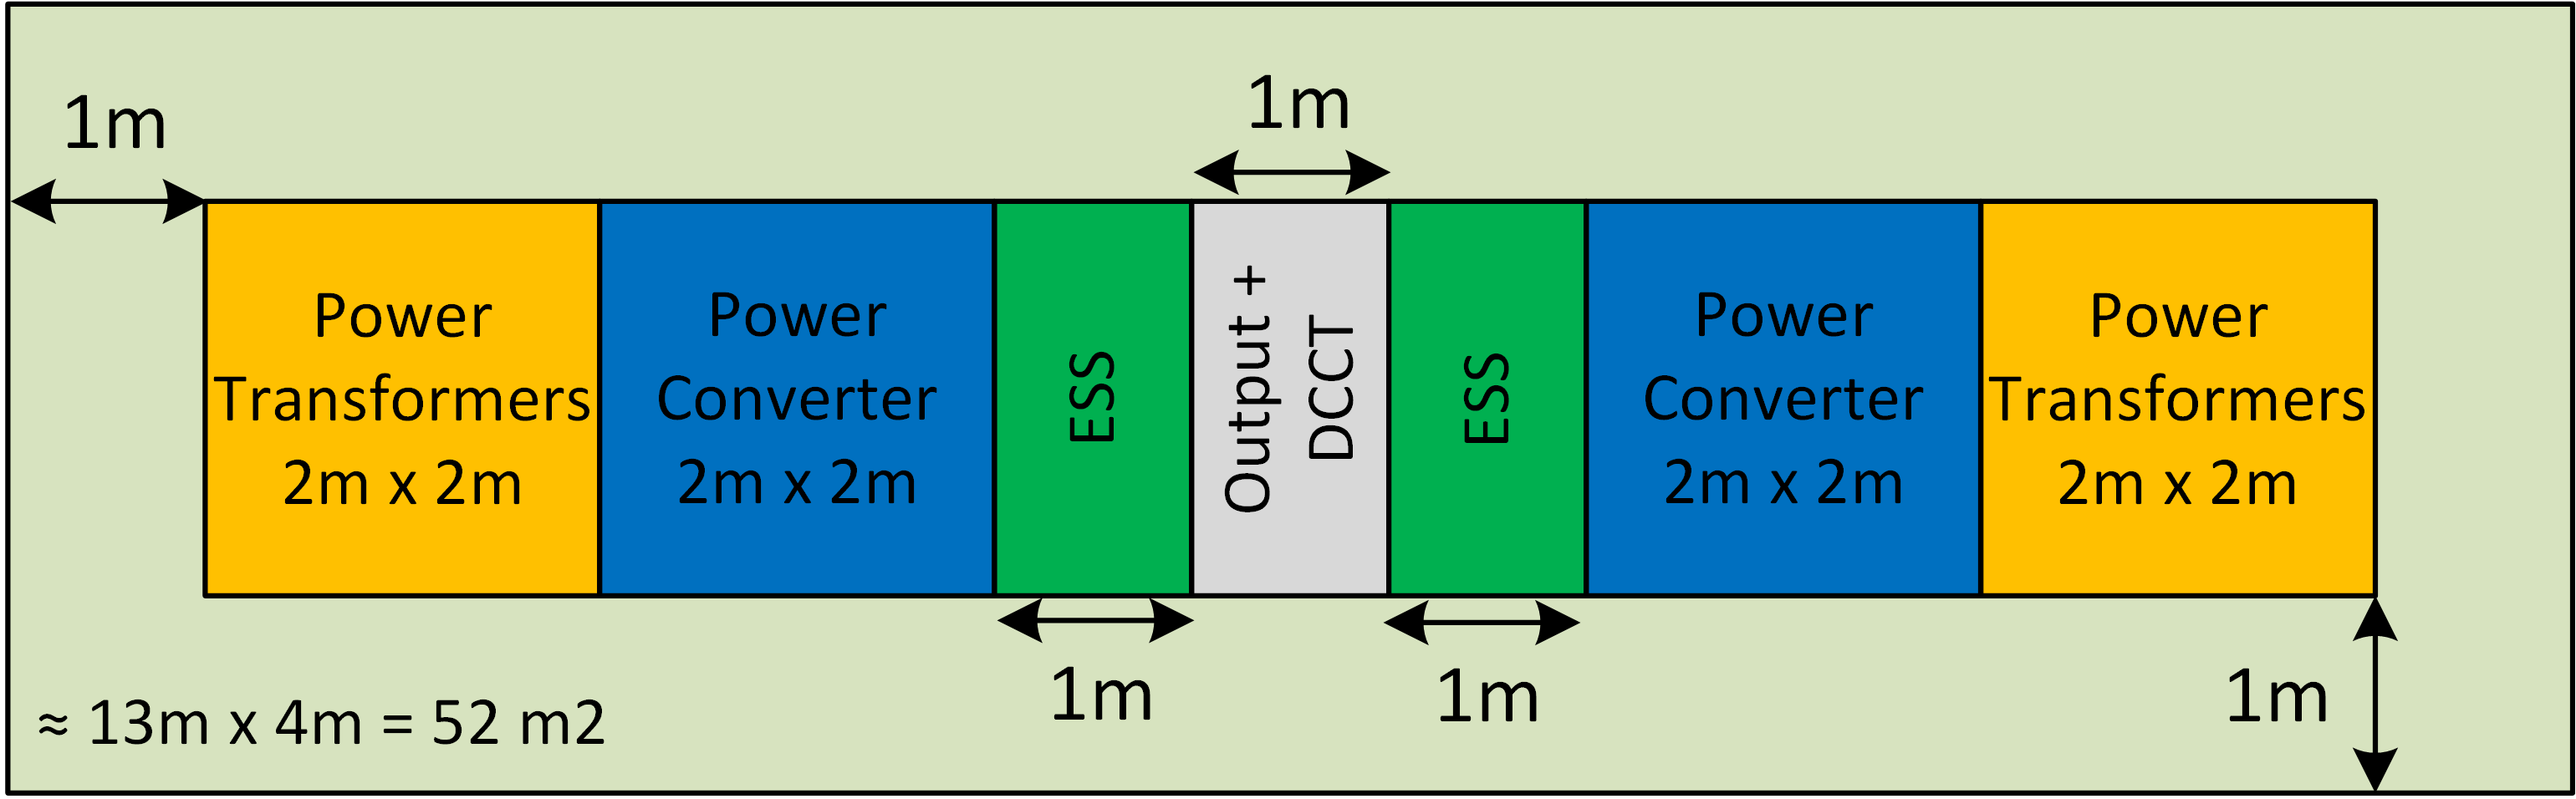 1m
1m
Power
Transformers
2m x 2m
Power
Converter
2m x 2m
ESS
Output +
DCCT
ESS
Power
Converter
2m x 2m
Power
Transformers
2m x 2m
1m
1m
1m
≈ 13m x 4m = 52 m2